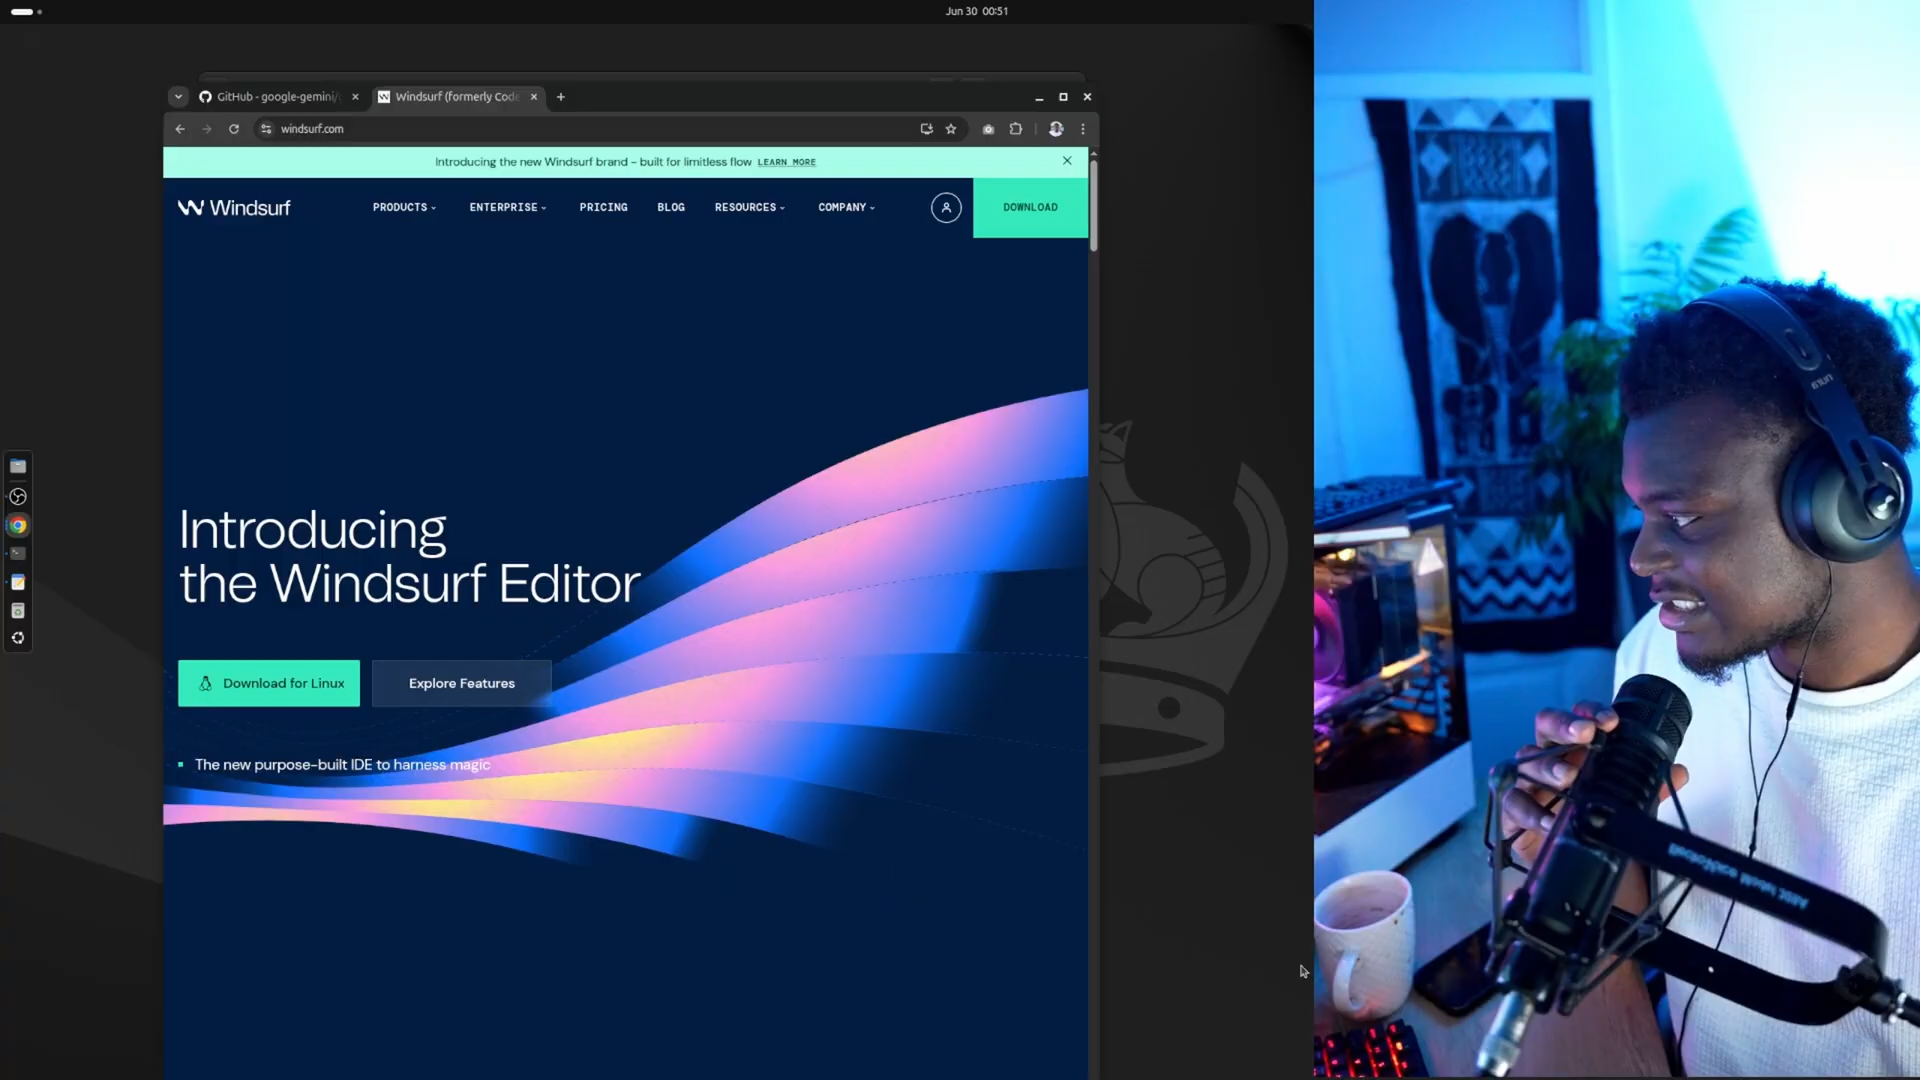 Jun 30 00:51
GitHub - google-gemini/
Windsurf (formerly Code
windsurf.com
Introducing the new Windsurf brand – built for limitless flow LEARN MORE
Windsurf
PRODUCTS
ENTERPRISE
PRICING
BLOG
RESOURCES
COMPANY
DOWNLOAD
Introducing
the Windsurf Editor
Download for Linux
Explore Features
The new purpose-built IDE to harness magic